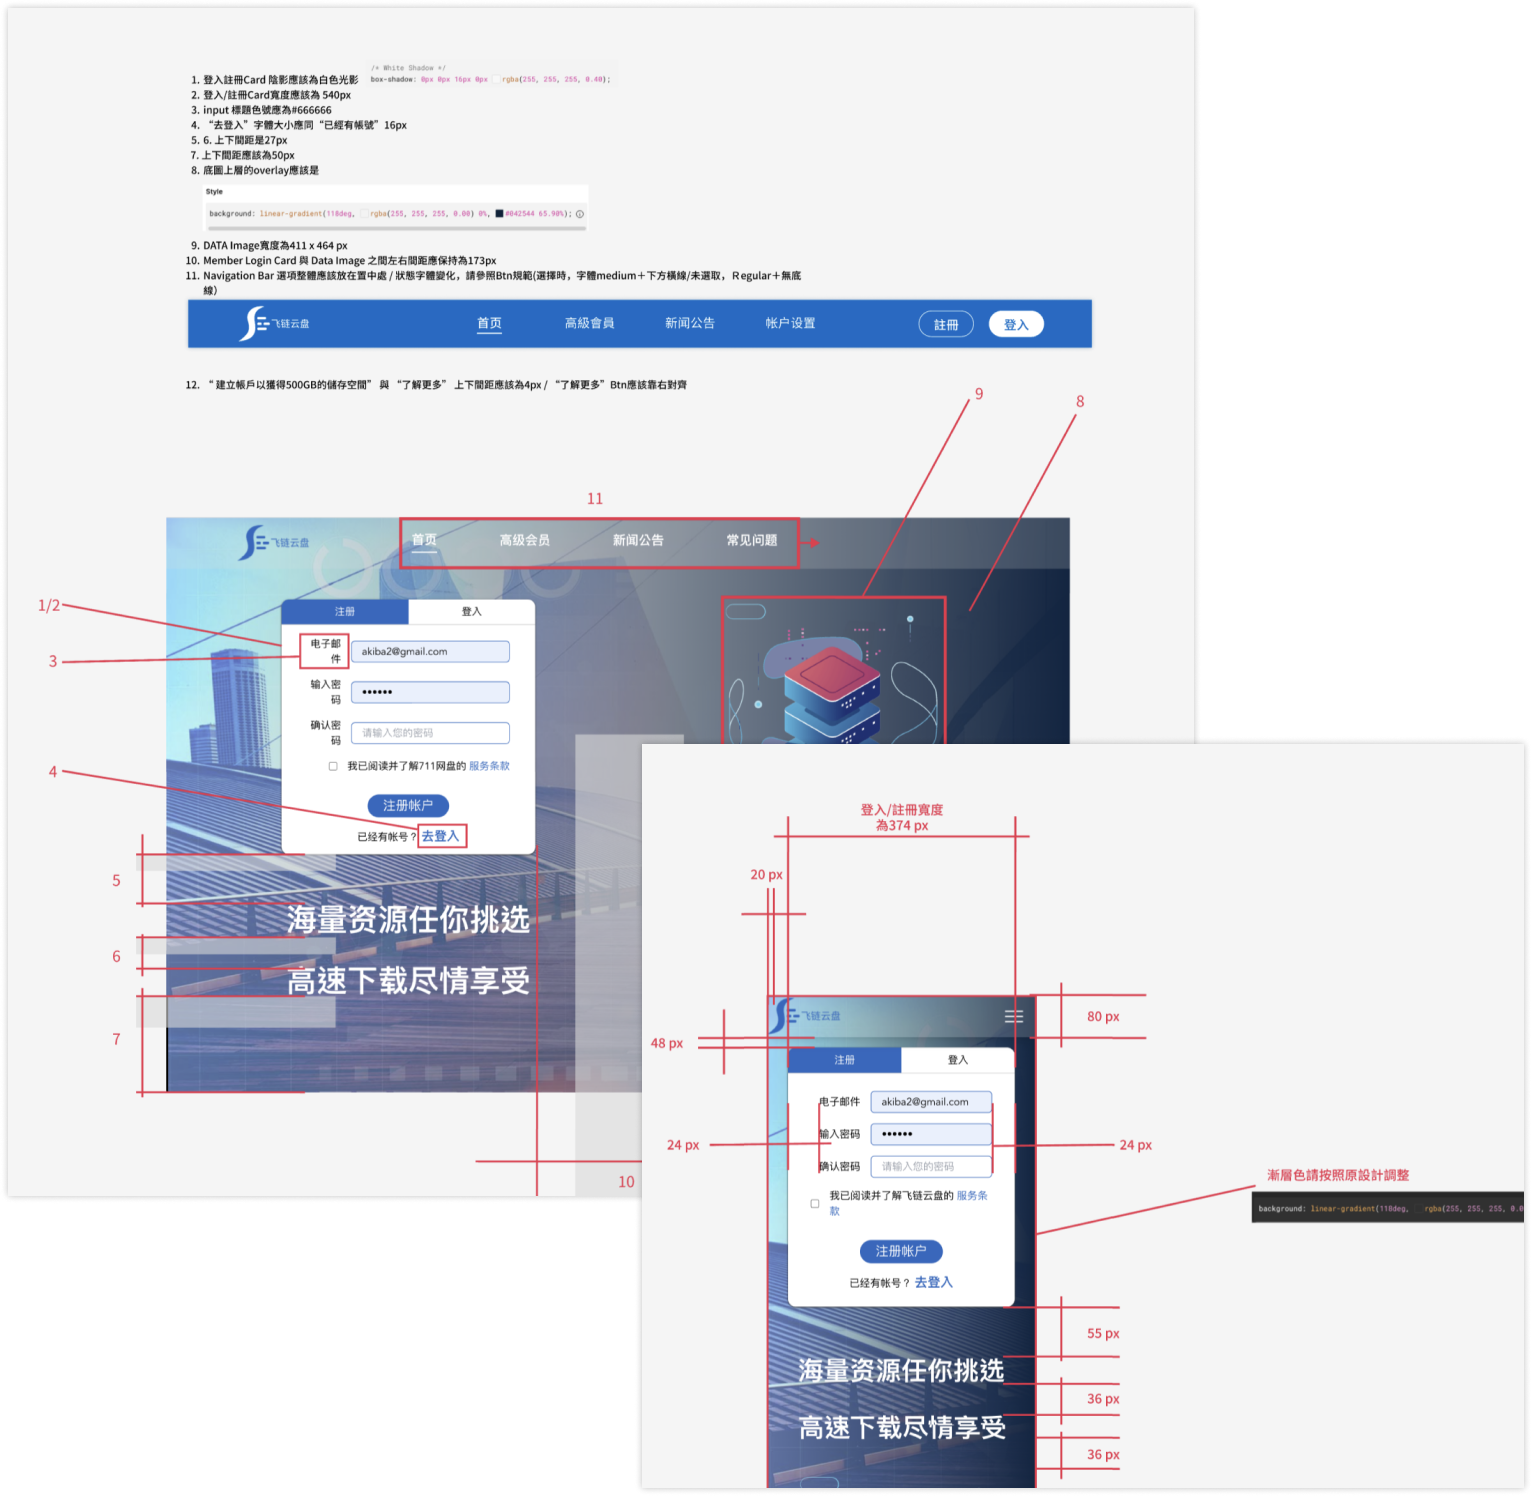 1. 登入註冊Card 陰影應該為白色光影
/* White Shadow */
box-shadow: 0px 0px 16px 0px rgba(255, 255, 255, 0.40);
2. 登入/註冊Card寬度應該為 540px
3. input 標題色號應為#666666
4. “去登入”字體大小應同“已經有帳號”16px
5. 6. 上下間距是27px
7. 上下間距應該為50px
8. 底圖上層的overlay應該是
Style
background: linear-gradient(118deg, rgba(255, 255, 255, 0.00) 0%, #042544 65.90%);
9. DATA Image寬度為411 x 464 px
10. Member Login Card 與 Data Image 之間左右間距應保持為173px
11. Navigation Bar 選項整體應該放在置中處 / 狀態字體變化，請參照Btn規範(選擇時，字體medium＋下方橫線/未選取，Ｒegular＋無底
線)
飞链云盘
首页
高級會員
新闻公告
帐户设置
註冊
登入
12. “ 建立帳戶以獲得500GB的儲存空間” 與 “了解更多” 上下間距應該為4px / “了解更多”Btn應該靠右對齊
9
8
11
飞链云盘
首页
高级会员
新闻公告
常见问题
1/2
3
4
5
6
7
10
注册
登入
电子邮
件
akiba2@gmail.com
输入密
码
••••••
确认密
码
请输入您的密码
我已阅读并了解711网盘的 服务条款
注册帐户
已经有帐号？ 去登入
海量资源任你挑选
高速下载尽情享受
登入/註冊寬度
為374 px
20 px
飞链云盘
80 px
48 px
注册
登入
电子邮件
akiba2@gmail.com
输入密码
••••••
24 px
24 px
确认密码
请输入您的密码
漸層色請按照原設計調整
background: linear-gradient(118deg, rgba(255, 255, 255, 0.0
我已阅读并了解飞链云盘的 服务条
款
注册帐户
已经有帐号？ 去登入
55 px
海量资源任你挑选
36 px
高速下载尽情享受
36 px